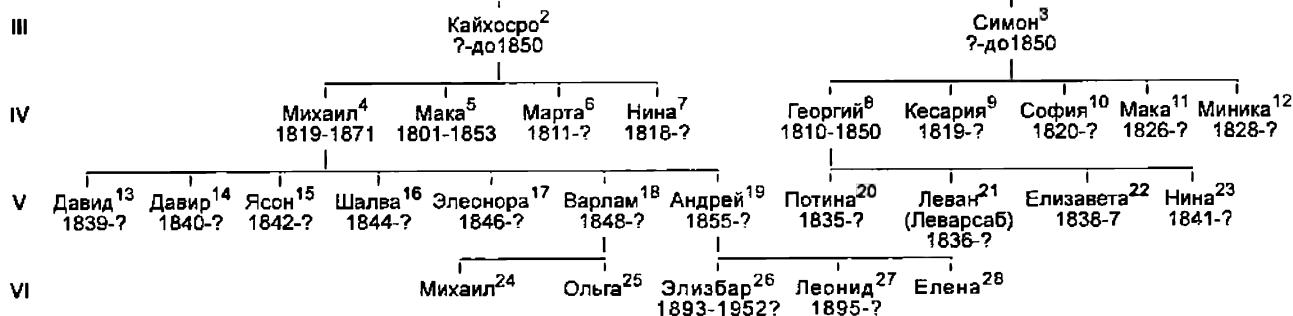 III
Кайхосро2 Симон3
?-до1850 ?-до1850
IV Михаил4 Мака5 Марта6 Нина7 Георгий8 Кесария9 София10 Мака11 Миника12
1819-1871 1801-1853 1811-? 1818-? 1810-1850 1819-? 1820-? 1826-? 1828-?
V Давид13 Давир14 Ясон15 Шалва16 Элеонора17 Варлам18 Андрей19 Потина20 Леван21 Елизавета22 Нина23
1839-? 1840-? 1842-? 1844-? 1846-? 1848-? 1855-? 1835-? (Леварсаб) 1838-7 1841-?
1836-?
VI Михаил24 Ольга25 Элизбар26 Леонид27 Елена28
1893-1952? 1895-?